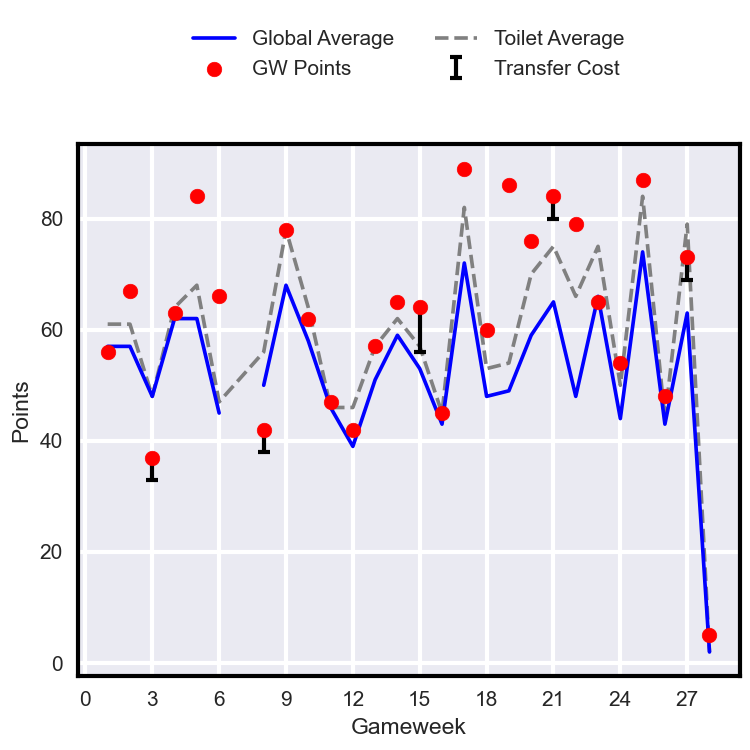 Global Average
Toilet Average
GW Points
Transfer Cost
80
60
40
20
0
Points
0 3 6 9 12 15 18 21 24 27
Gameweek